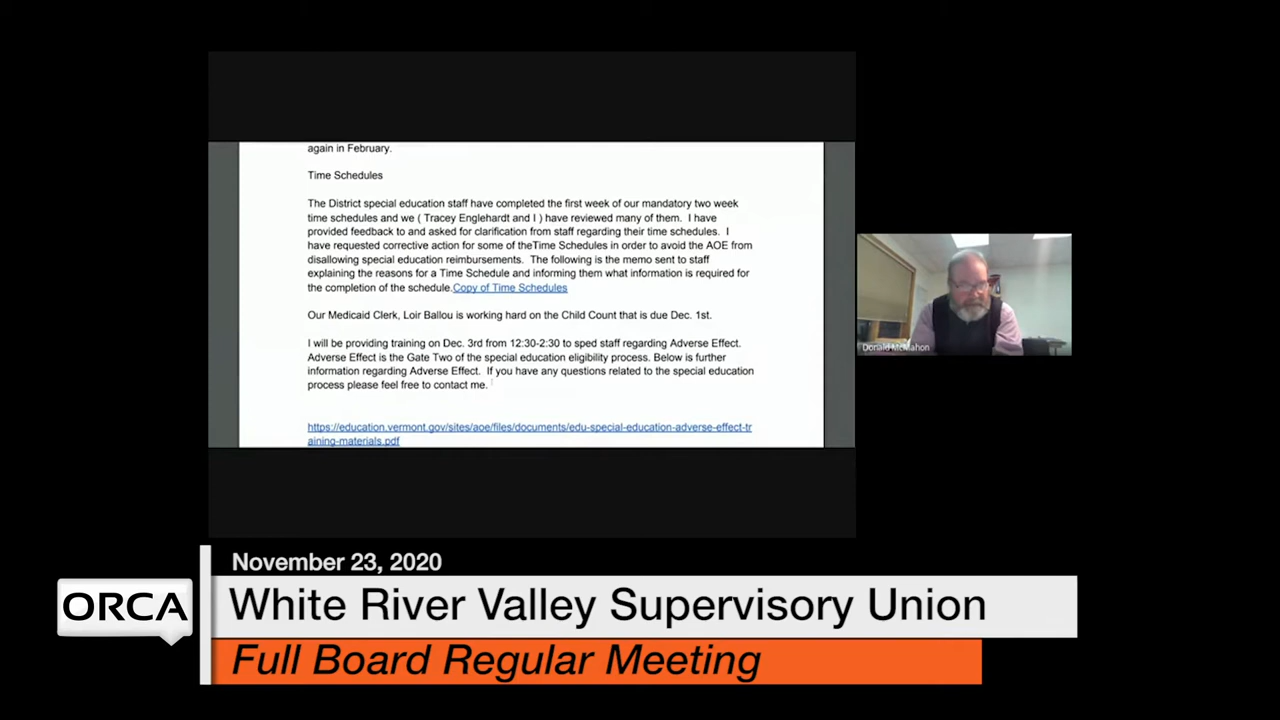 again in February.
Time Schedules
The District special education staff have completed the first week of our mandatory two week
time schedules and we ( Tracey Englehardt and I ) have reviewed many of them.  I have
provided feedback to and asked for clarification from staff regarding their time schedules.  I
have requested corrective action for some of theTime Schedules in order to avoid the AOE from
disallowing special education reimbursements.  The following is the memo sent to staff
explaining the reasons for a Time Schedule and informing them what information is required for
the completion of the schedule.Copy of Time Schedules
Our Medicaid Clerk, Loir Ballou is working hard on the Child Count that is due Dec. 1st.
I will be providing training on Dec. 3rd from 12:30-2:30 to sped staff regarding Adverse Effect.
Adverse Effect is the Gate Two of the special education eligibility process. Below is further
information regarding Adverse Effect.  If you have any questions related to the special education
process please feel free to contact me.
https://education.vermont.gov/sites/aoe/files/documents/edu-special-education-adverse-effect-tr
aining-materials.pdf
Donald McMahon
November 23, 2020
ORCA
White River Valley Supervisory Union
Full Board Regular Meeting